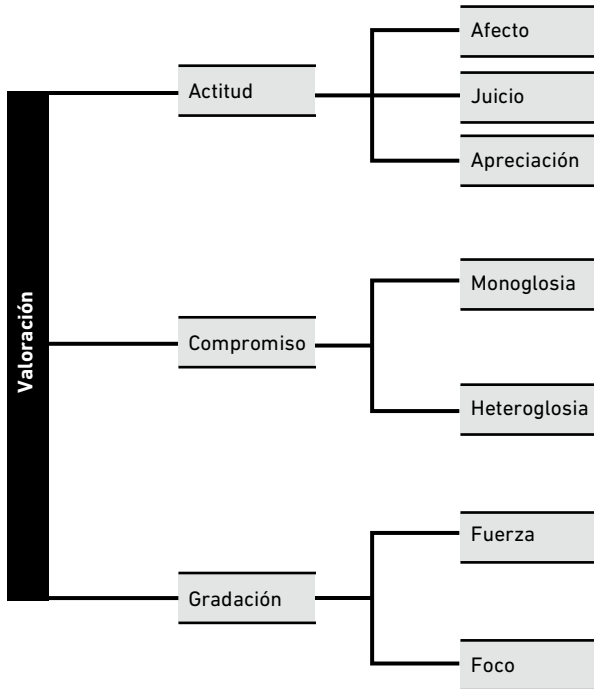 Valoración
Actitud
Afecto
Juicio
Apreciación
Compromiso
Monoglosia
Heteroglosia
Gradación
Fuerza
Foco